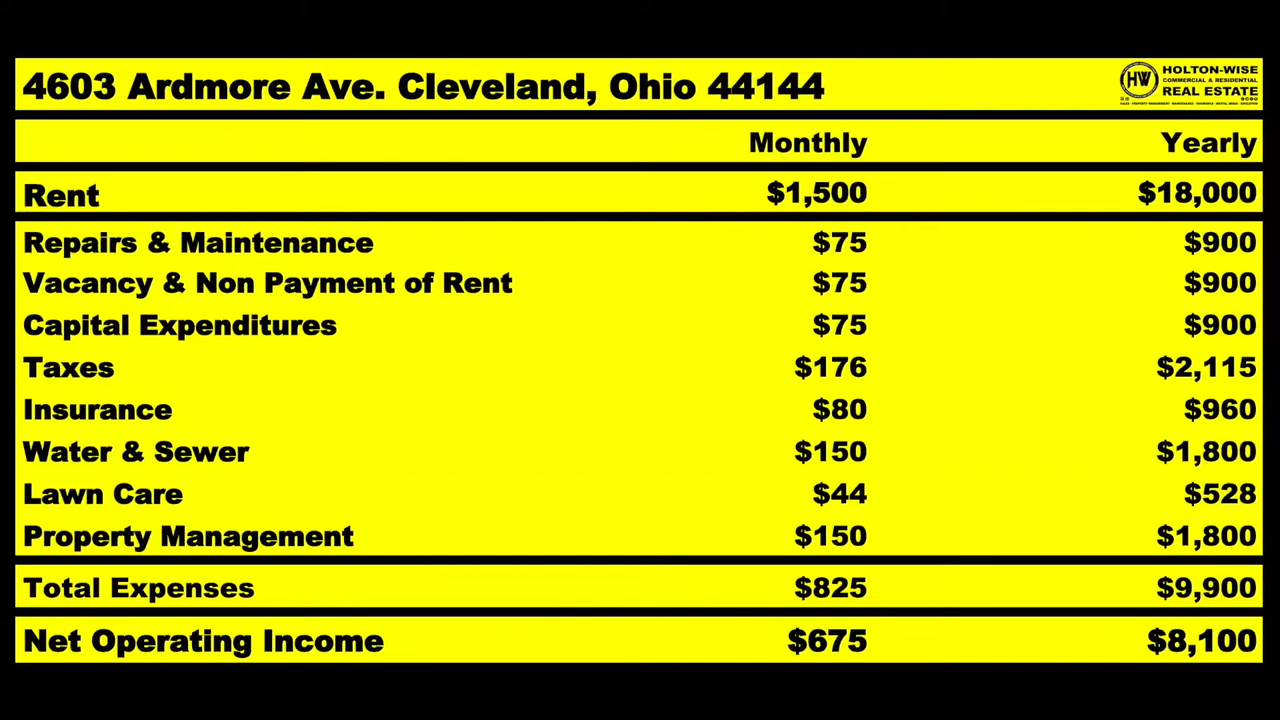 4603 Ardmore Ave. Cleveland, Ohio 44144
HOLTON-WISE
COMMERCIAL & RESIDENTIAL
REAL ESTATE
HW
Monthly Yearly
Rent $1,500 $18,000
Repairs & Maintenance $75 $900
Vacancy & Non Payment of Rent $75 $900
Capital Expenditures $75 $900
Taxes $176 $2,115
Insurance $80 $960
Water & Sewer $150 $1,800
Lawn Care $44 $528
Property Management $150 $1,800
Total Expenses $825 $9,900
Net Operating Income $675 $8,100